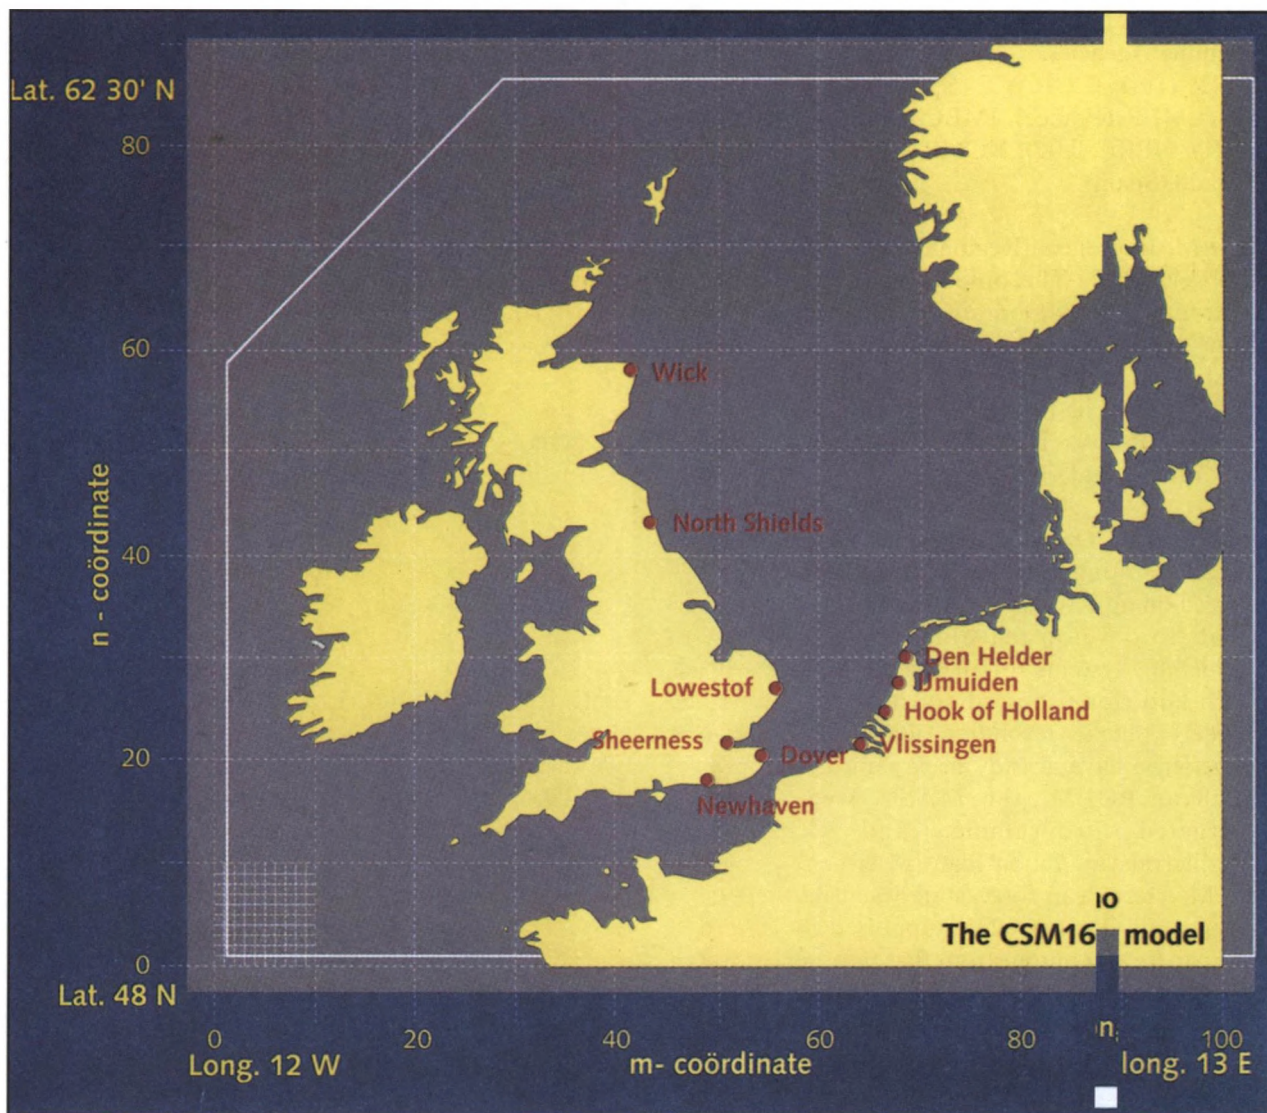 Lat. 62 30' N
80
60
Wick
n - coördinate
North Shields
40
Den Helder
Lowestof
IJmuiden
Hook of Holland
Sheerness
Dover
Vlissingen
20
Newhaven
The CSM16 model
0
Lat. 48 N
0 20 40 60 80 100
Long. 12 W
m- coördinate
long. 13 E